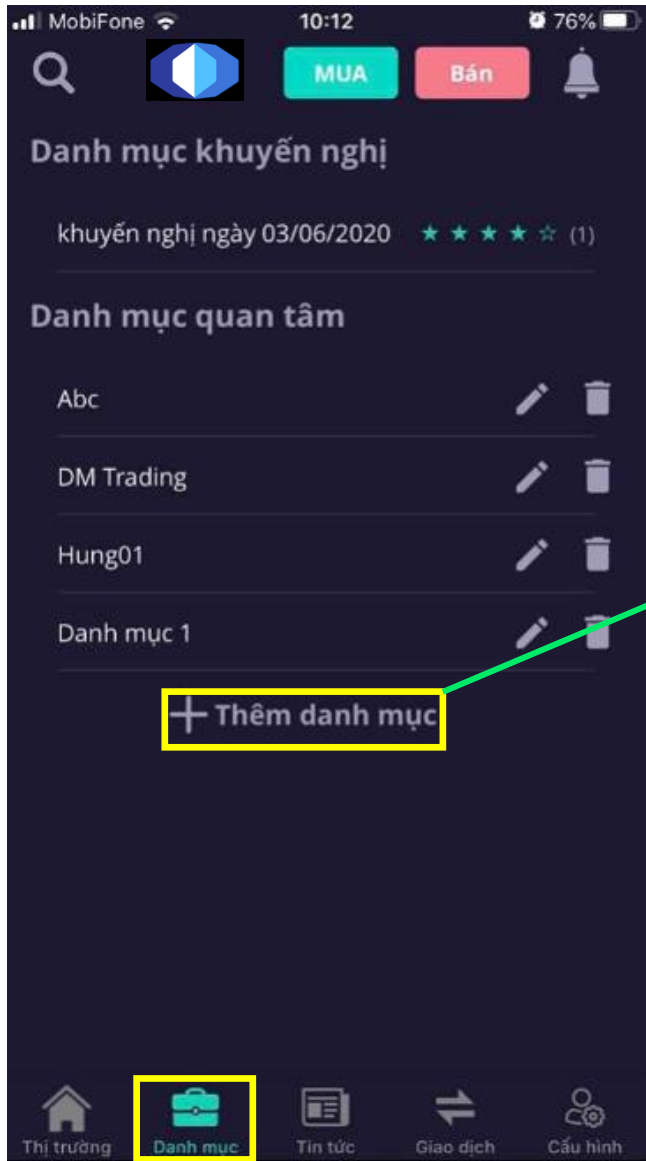 MobiFone 10:12 76%
MUA Bán
Danh mục khuyến nghị
khuyến nghị ngày 03/06/2020 ★ ★ ★ ★ ☆ (1)
Danh mục quan tâm
Abc
DM Trading
Hung01
Danh mục 1
+ Thêm danh mục
Thị trường Danh mục Tin tức Giao dịch Cấu hình